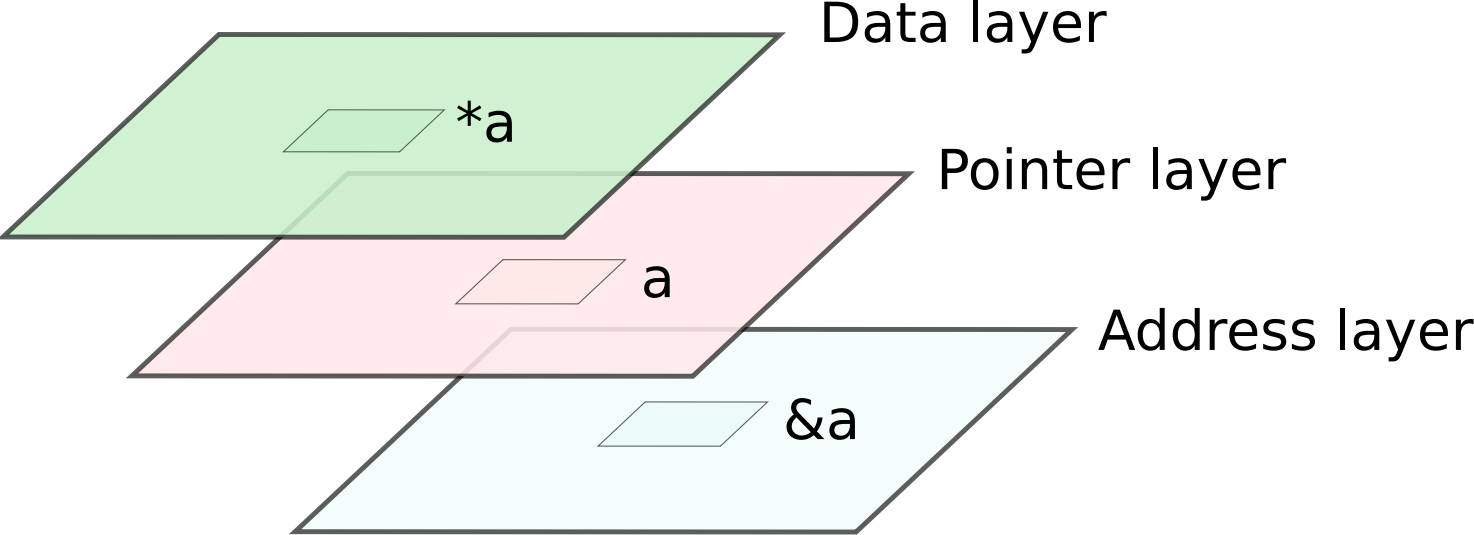 Data layer
*a
Pointer layer
a
Address layer
&a